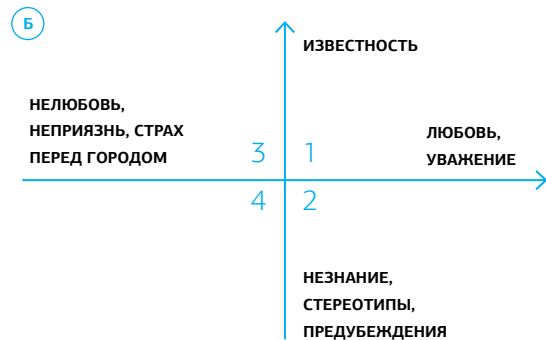 Б
ИЗВЕСТНОСТЬ
НЕЛЮБОВЬ,
НЕПРИЯЗНЬ, СТРАХ
ПЕРЕД ГОРОДОМ
ЛЮБОВЬ,
УВАЖЕНИЕ
3 1
4 2
НЕЗНАНИЕ,
СТЕРЕОТИПЫ,
ПРЕДУБЕЖДЕНИЯ